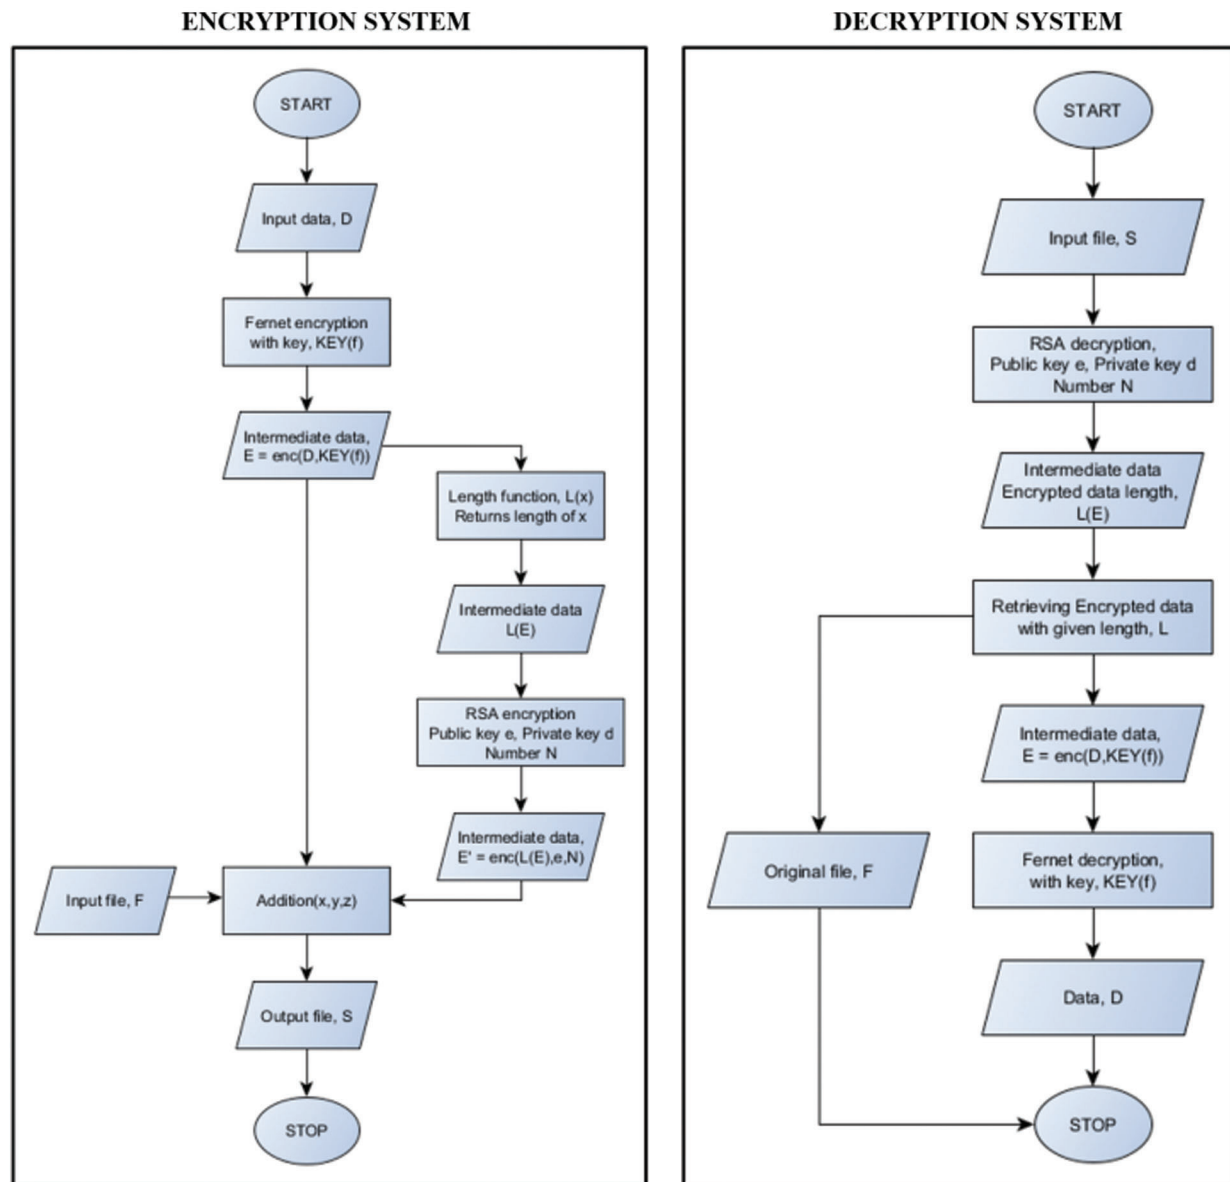 ENCRYPTION SYSTEM
START
Input data, D
Fernet encryption
with key, KEY(f)
Intermediate data,
E = enc(D,KEY(f))
Length function, L(x)
Returns length of x
Intermediate data
L(E)
RSA encryption
Public key e, Private key d
Number N
Intermediate data,
E' = enc(L(E),e,N)
Input file, F
Addition(x,y,z)
Output file, S
STOP
DECRYPTION SYSTEM
START
Input file, S
RSA decryption,
Public key e, Private key d
Number N
Intermediate data
Encrypted data length,
L(E)
Retrieving Encrypted data
with given length, L
Intermediate data,
E = enc(D,KEY(f))
Original file, F
Fernet decryption,
with key, KEY(f)
Data, D
STOP